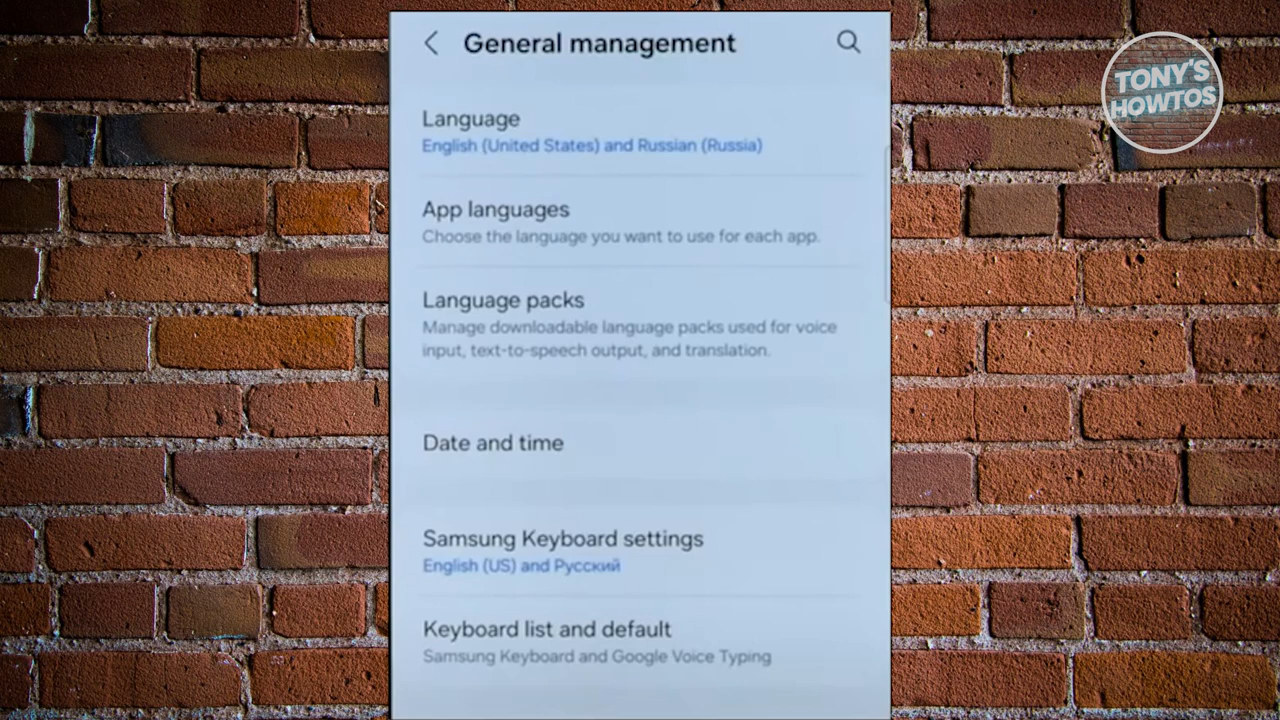 General management
TONY'S
HOWTOS
Language
English (United States) and Russian (Russia)
App languages
Choose the language you want to use for each app.
Language packs
Manage downloadable language packs used for voice
input, text-to-speech output, and translation.
Date and time
Samsung Keyboard settings
English (US) and Русский
Keyboard list and default
Samsung Keyboard and Google Voice Typing